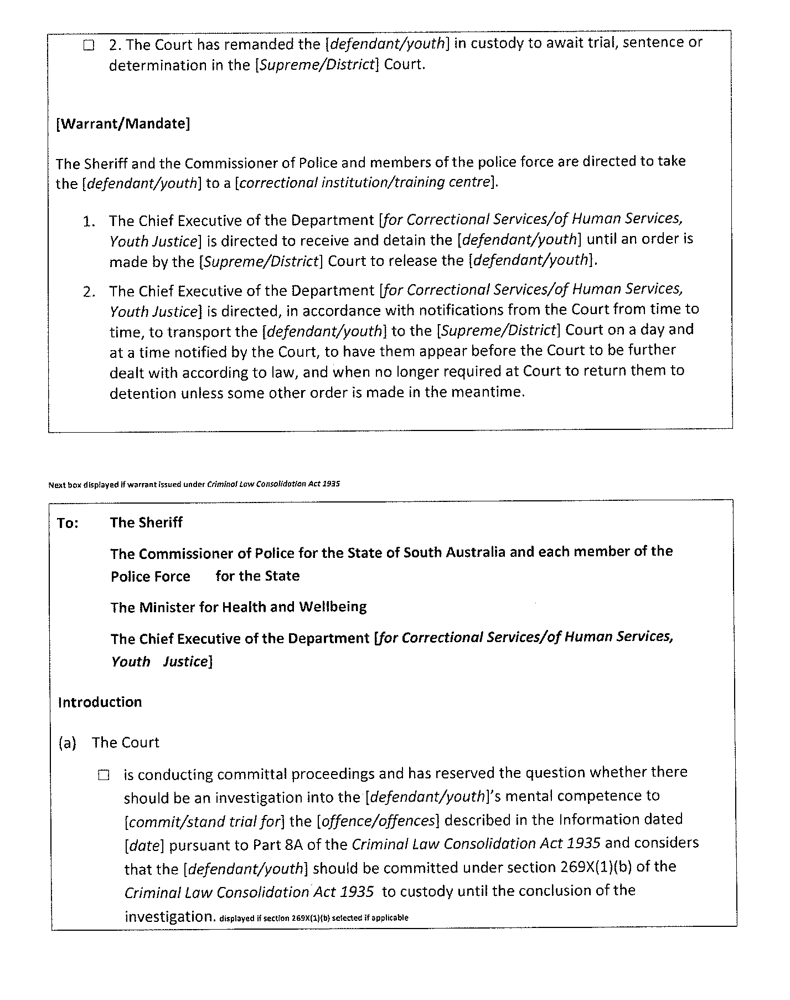 ☐ 2. The Court has remanded the [defendant/youth] in custody to await trial, sentence or
determination in the [Supreme/District] Court.
[Warrant/Mandate]
The Sheriff and the Commissioner of Police and members of the police force are directed to take
the [defendant/youth] to a [correctional institution/training centre].
1. The Chief Executive of the Department [for Correctional Services/of Human Services,
Youth Justice] is directed to receive and detain the [defendant/youth] until an order is
made by the [Supreme/District] Court to release the [defendant/youth].
2. The Chief Executive of the Department [for Correctional Services/of Human Services,
Youth Justice] is directed, in accordance with notifications from the Court from time to
time, to transport the [defendant/youth] to the [Supreme/District] Court on a day and
at a time notified by the Court, to have them appear before the Court to be further
dealt with according to law, and when no longer required at Court to return them to
detention unless some other order is made in the meantime.
Next box displayed if warrant issued under Criminal Law Consolidation Act 1935
To: The Sheriff
The Commissioner of Police for the State of South Australia and each member of the
Police Force for the State
The Minister for Health and Wellbeing
The Chief Executive of the Department [for Correctional Services/of Human Services,
Youth Justice]
Introduction
(a) The Court
☐ is conducting committal proceedings and has reserved the question whether there
should be an investigation into the [defendant/youth]'s mental competence to
[commit/stand trial for] the [offence/offences] described in the Information dated
[date] pursuant to Part 8A of the Criminal Law Consolidation Act 1935 and considers
that the [defendant/youth] should be committed under section 269X(1)(b) of the
Criminal Law Consolidation Act 1935 to custody until the conclusion of the
investigation. displayed if section 269X(1)(b) selected if applicable